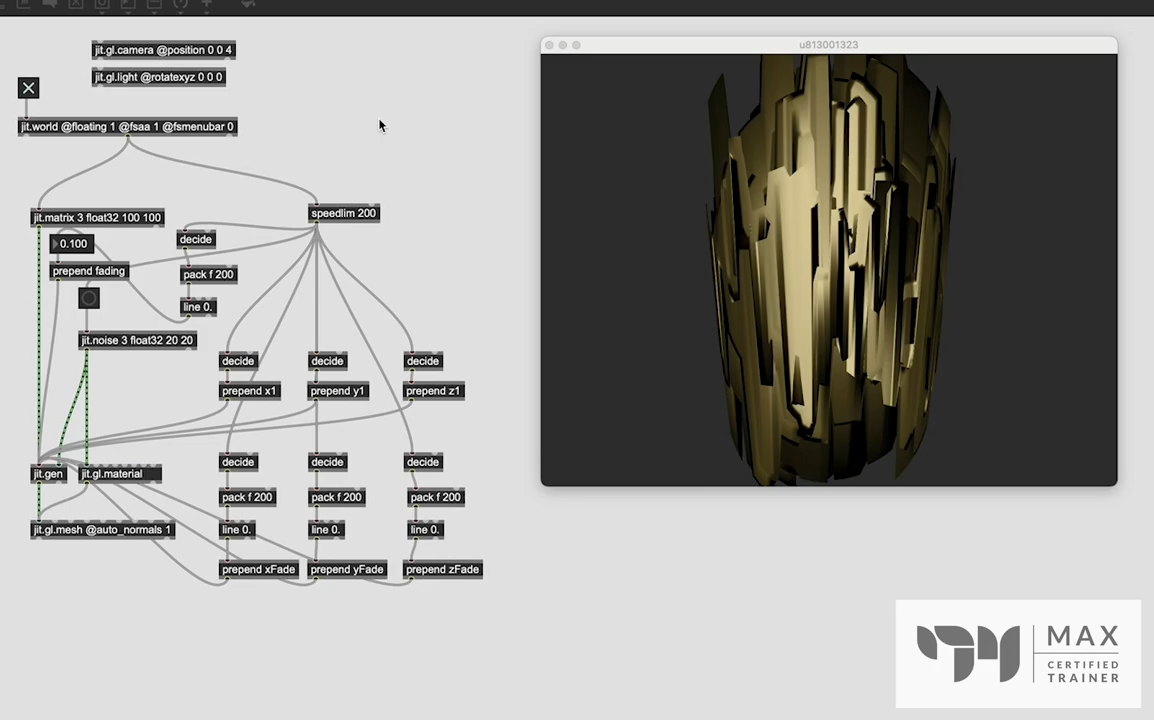 jit.gl.camera @position 0 0 4
u813001323
jit.gl.light @rotatexyz 0 0 0
jit.world @floating 1 @fsaa 1 @fsmenubar 0
jit.matrix 3 float32 100 100
speedlim 200
0.100
decide
prepend fading
pack f 200
line 0.
jit.noise 3 float32 20 20
decide
decide
decide
prepend x1
prepend y1
prepend z1
decide
decide
decide
jit.gen
jit.gl.material
pack f 200
pack f 200
pack f 200
jit.gl.mesh @auto_normals 1
line 0.
line 0.
line 0.
prepend xFade
prepend yFade
prepend zFade
MAX
CERTIFIED
TRAINER